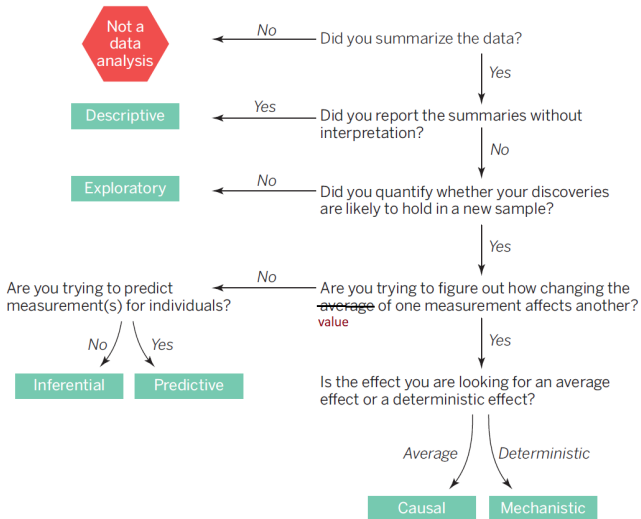 Not a
data
analysis
No
Did you summarize the data?
Yes
Descriptive
Yes
Did you report the summaries without
interpretation?
No
Exploratory
No
Did you quantify whether your discoveries
are likely to hold in a new sample?
Yes
Are you trying to predict
measurement(s) for individuals?
No
Are you trying to figure out how changing the
average of one measurement affects another?
value
No
Yes
Yes
Inferential
Predictive
Is the effect you are looking for an average
effect or a deterministic effect?
Average
Deterministic
Causal
Mechanistic